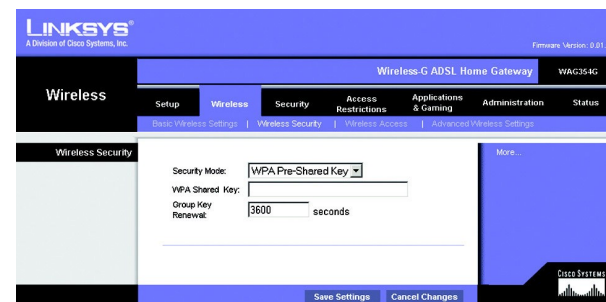 LINKSYS®
A Division of Cisco Systems, Inc.
Firmware Version: 0.01.
Wireless-G ADSL Home Gateway WAG354G
Wireless
Setup Wireless Security Access Restrictions Applications & Gaming Administration Status
Basic Wireless Settings | Wireless Security | Wireless Access | Advanced Wireless Settings
Wireless Security
More...
Security Mode: WPA Pre-Shared Key
WPA Shared Key:
Group Key Renewal: 3600 seconds
CISCO SYSTEMS
Save Settings Cancel Changes